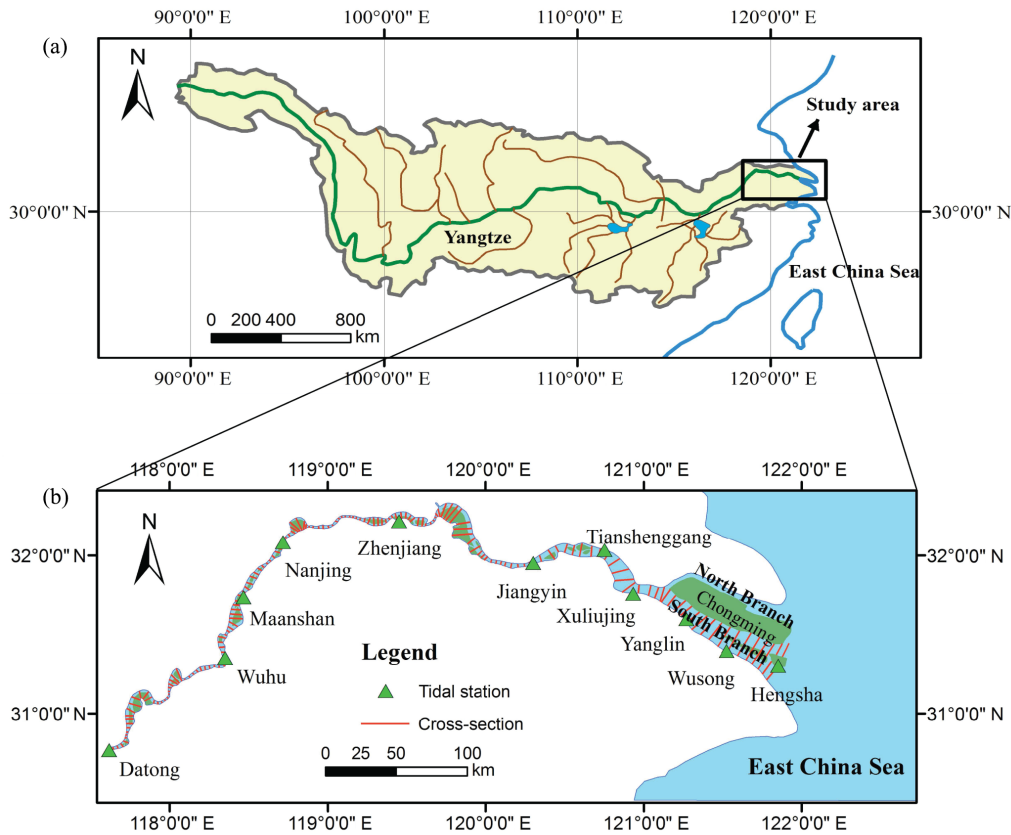 (a)
90°0'0" E 100°0'0" E 110°0'0" E 120°0'0" E
N
Study area
30°0'0" N
30°0'0" N
Yangtze
East China Sea
0 200 400 800
km
90°0'0" E 100°0'0" E 110°0'0" E 120°0'0" E
118°0'0" E 119°0'0" E 120°0'0" E 121°0'0" E 122°0'0" E
(b)
N
32°0'0" N
32°0'0" N
Zhenjiang
Tianshenggang
Nanjing
Jiangyin
North Branch
Chongming
South Branch
Maanshan
Xuliujing
Yanglin
Legend
Wuhu
Wusong
Hengsha
Tidal station
31°0'0" N
31°0'0" N
Cross-section
0 25 50 100
km
Datong
East China Sea
118°0'0" E 119°0'0" E 120°0'0" E 121°0'0" E 122°0'0" E